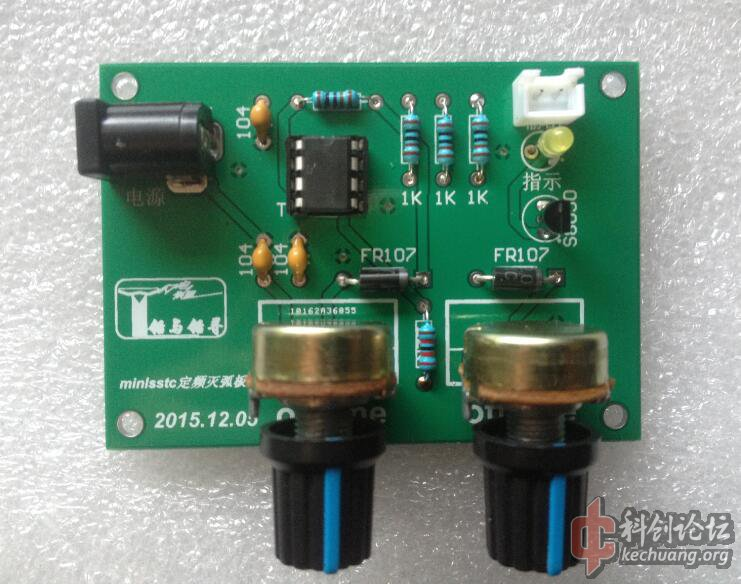 104
电源
T
1K 1K 1K
指示
S8050
104
104
FR107
FR107
10162A36055
minisstc定频灭弧板
2015.12.05
科创论坛
kechuang.org